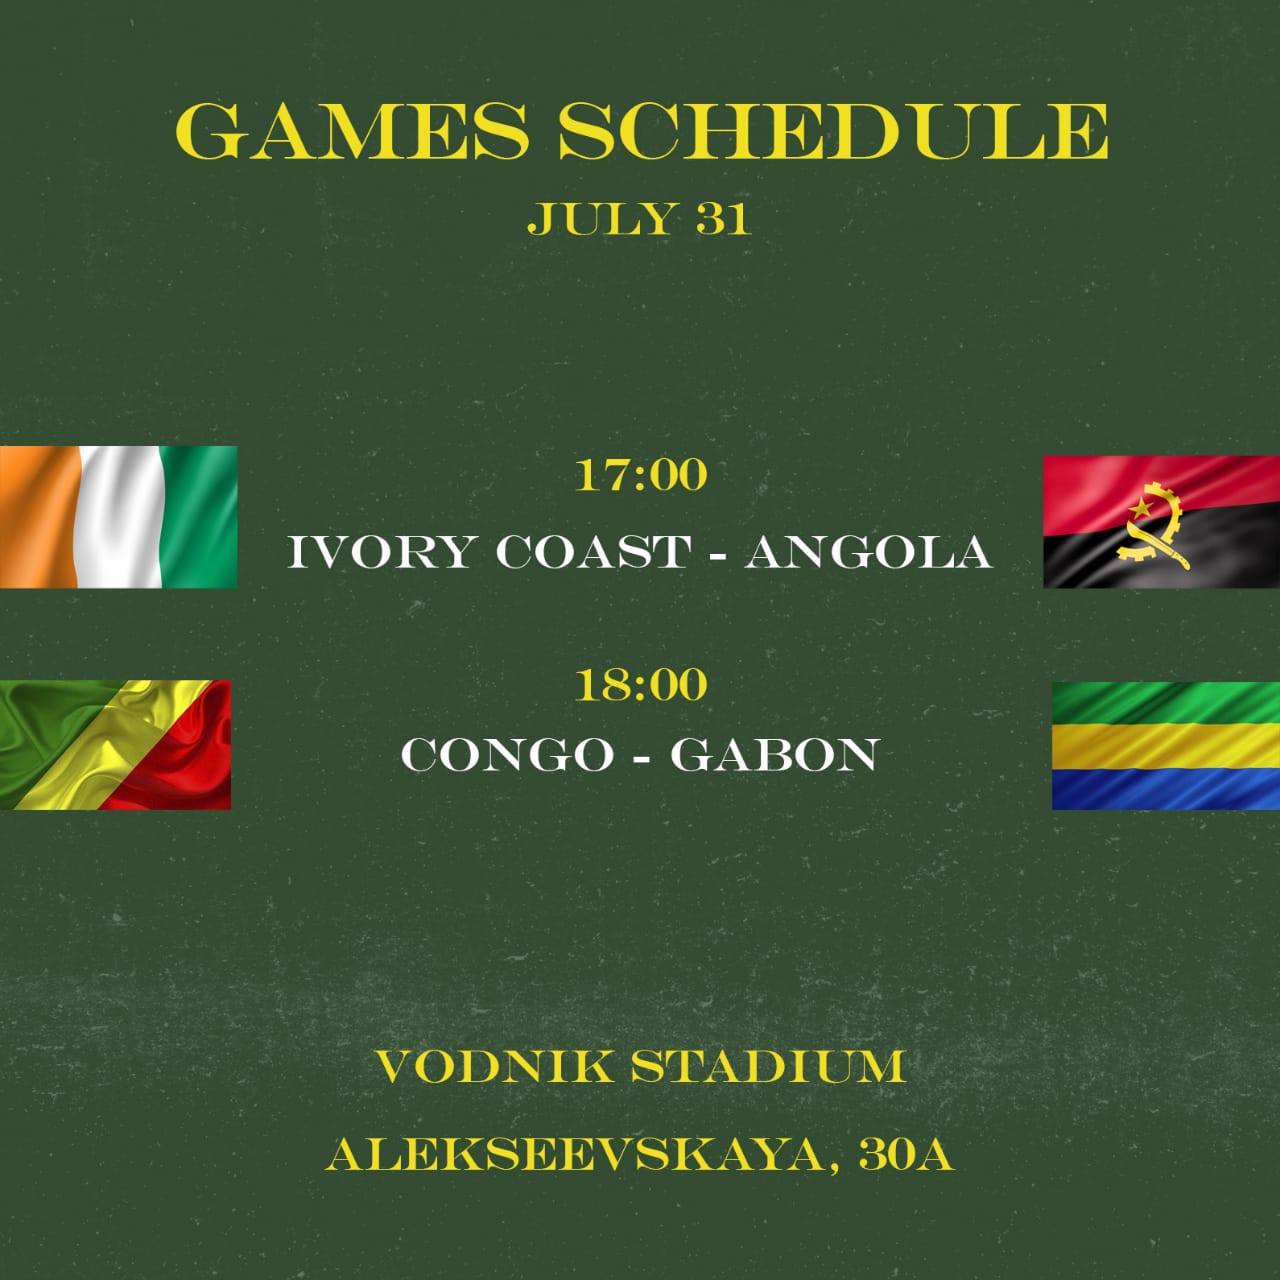 GAMES SCHEDULE
JULY 31
17:00
IVORY COAST - ANGOLA
18:00
CONGO - GABON
VODNIK STADIUM
ALEKSEEVSKAYA, 30A